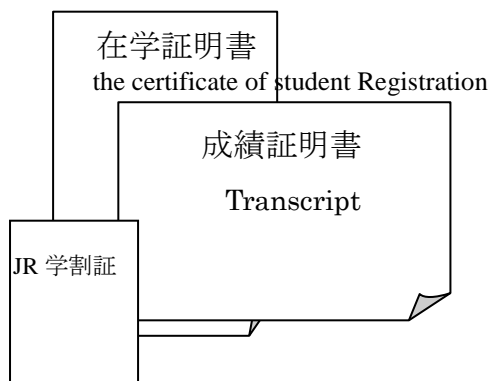 在学証明書
the certificate of student Registration
成績証明書
Transcript
JR 学割証